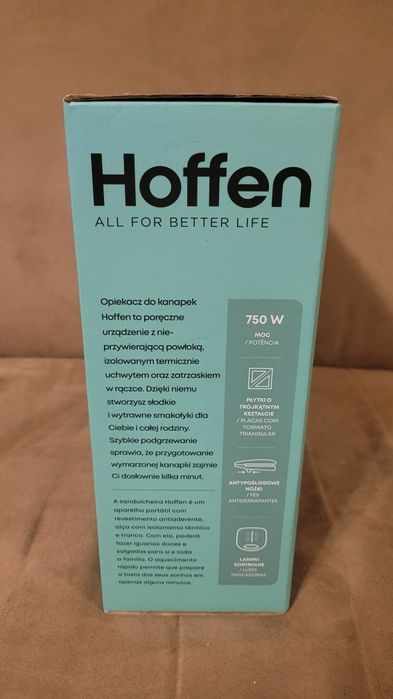 Hoffen
ALL FOR BETTER LIFE
Opiekacz do kanapek
Hoffen to poręczne
urządzenie z nie-
przywierającą powłoką,
izolowanym termicznie
uchwytem oraz zatrzaskiem
w rączce. Dzięki niemu
stworzysz słodkie
i wytrawne smakołyki dla
Ciebie i całej rodziny.
Szybkie podgrzewanie
sprawia, że przygotowanie
wymarzonej kanapki zajmie
Ci dosłownie kilka minut.
A sanduicheira Hoffen é um
aparelho portátil com
revestimento antiaderente,
alça com isolamento térmico
e tranca. Com ela, poderá
fazer iguarias doces e
salgadas para si e toda
a família. O aquecimento
rápido permite que prepare
a tosta dos seus sonhos em
apenas alguns minutos.
750 W
MOC
/ POTÊNCIA
PŁYTKI O
TRÓJKĄTNYM
KSZTAŁCIE
/ PLACAS COM
FORMATO
TRIANGULAR
ANTYPOŚLIZGOWE
NÓŻKI
/ PÉS
ANTIDERRAPANTES
LAMPKI
KONTROLNE
/ LUZES
INDICADORAS